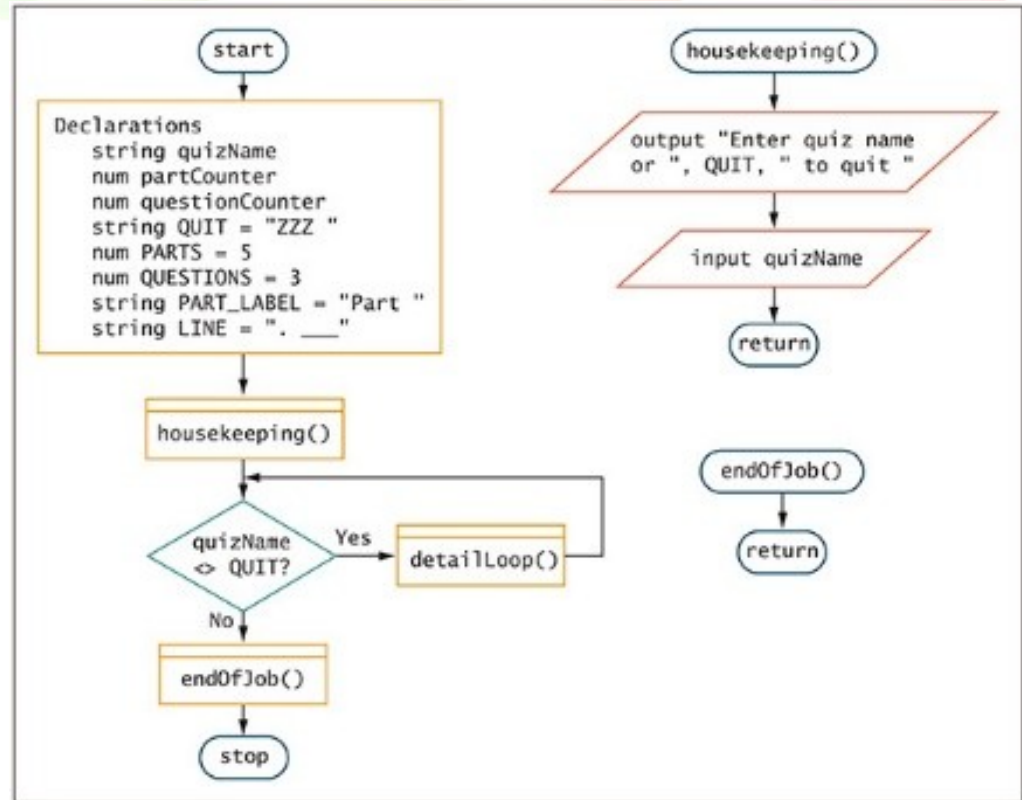 start
Declarations
string quizName
num partCounter
num questionCounter
string QUIT = "ZZZ "
num PARTS = 5
num QUESTIONS = 3
string PART_LABEL = "Part "
string LINE = ". ___"
housekeeping()
quizName
<> QUIT?
Yes
detailLoop()
No
endOfJob()
stop
housekeeping()
output "Enter quiz name
or ", QUIT, " to quit "
input quizName
return
endOfJob()
return